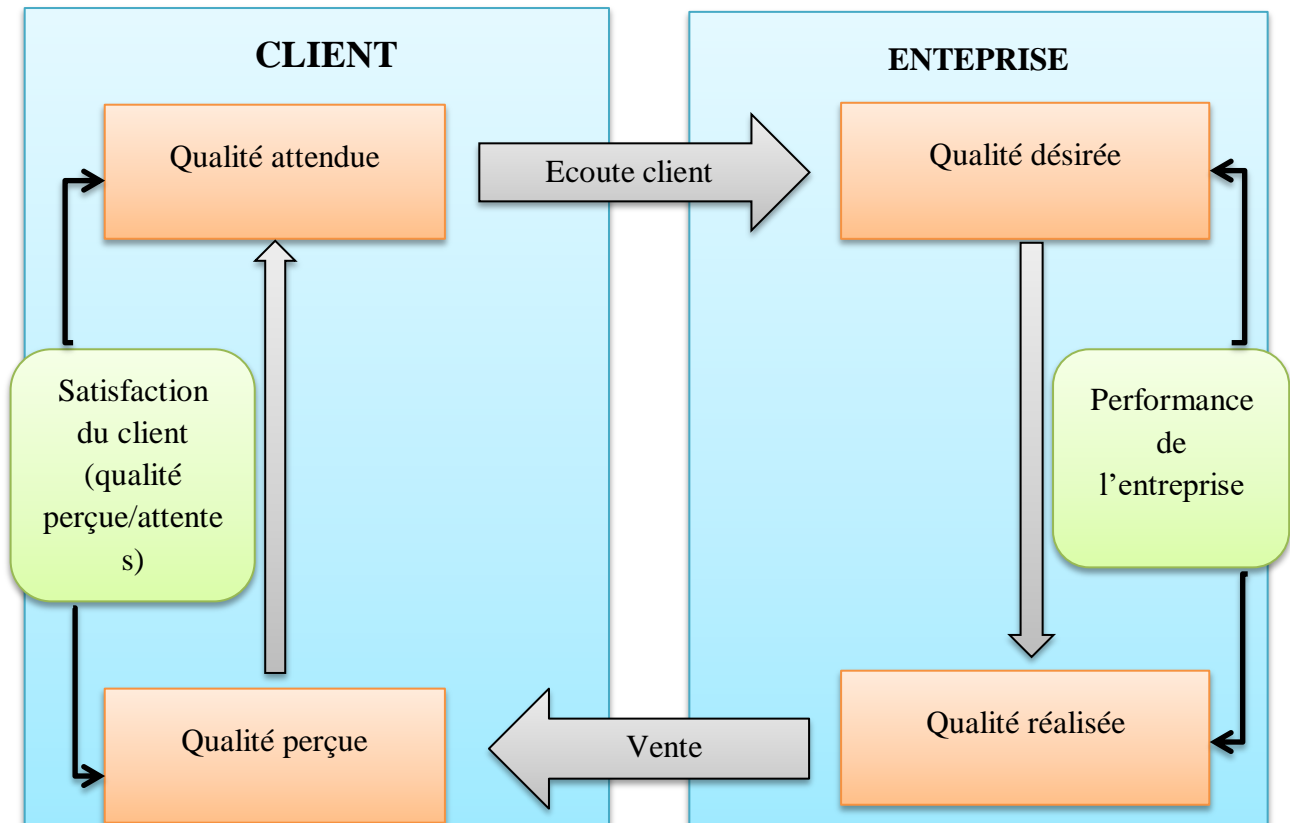 CLIENT
ENTEPRISE
Qualité attendue
Ecoute client
Qualité désirée
Satisfaction
du client
(qualité
perçue/attente
s)
Performance
de
l’entreprise
Qualité perçue
Vente
Qualité réalisée